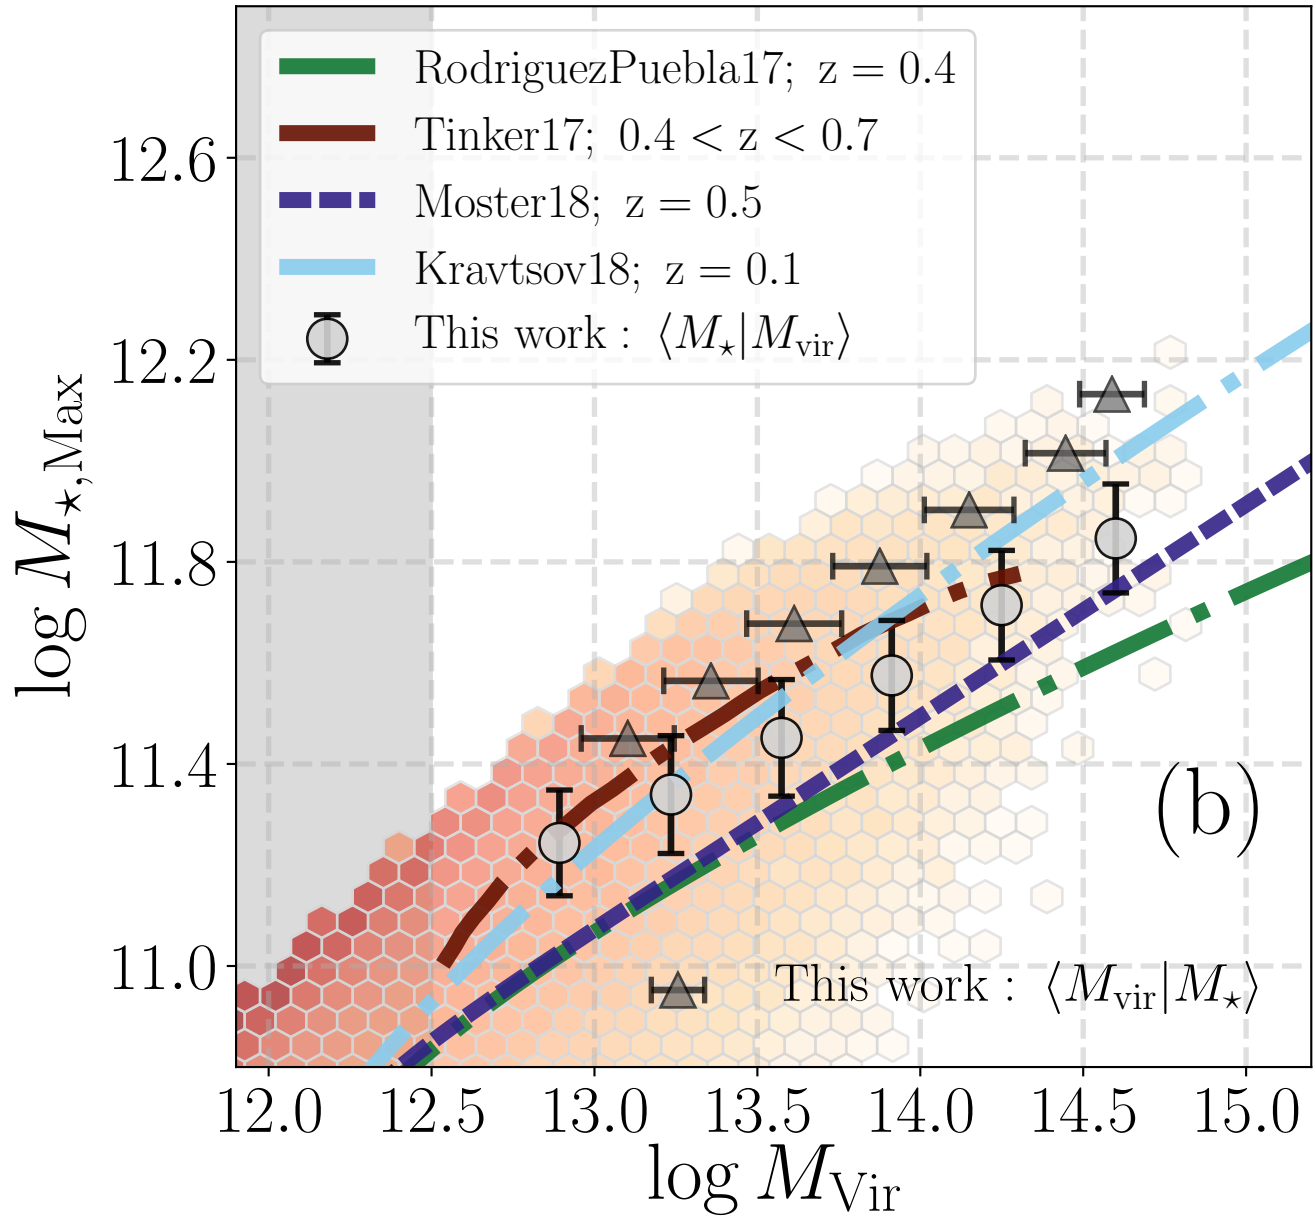 RodriguezPuebla17; z = 0.4
Tinker17; 0.4 < z < 0.7
Moster18; z = 0.5
Kravtsov18; z = 0.1
This work : ⟨M⋆|Mvir⟩
12.6
12.2
11.8
11.4
11.0
log M⋆,Max
(b)
This work : ⟨Mvir|M⋆⟩
12.0 12.5 13.0 13.5 14.0 14.5 15.0
log MVir